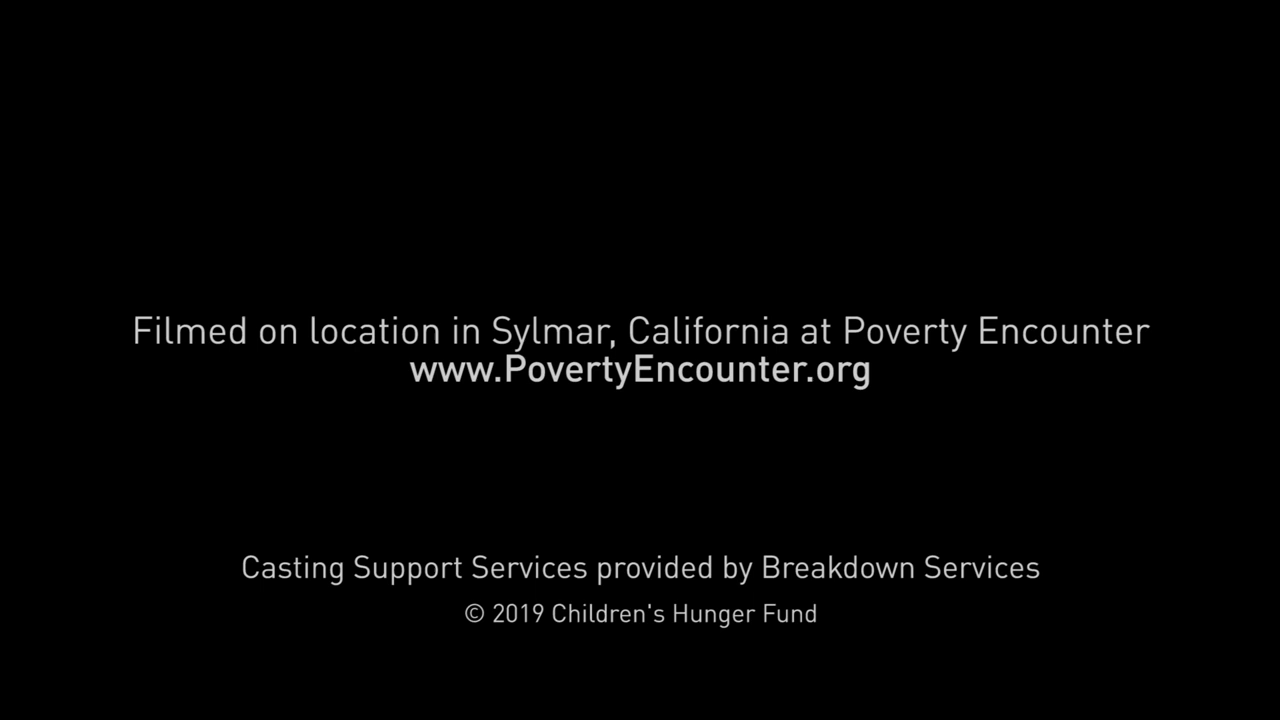 Filmed on location in Sylmar, California at Poverty Encounter
www.PovertyEncounter.org
Casting Support Services provided by Breakdown Services
© 2019 Children's Hunger Fund